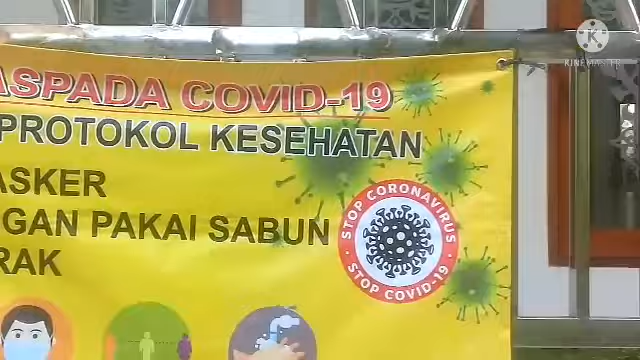 ASPADA COVID-19
PROTOKOL KESEHATAN
ASKER
GAN PAKAI SABUN
RAK
STOP CORONAVIRUS
STOP COVID-19
KINEMASTER